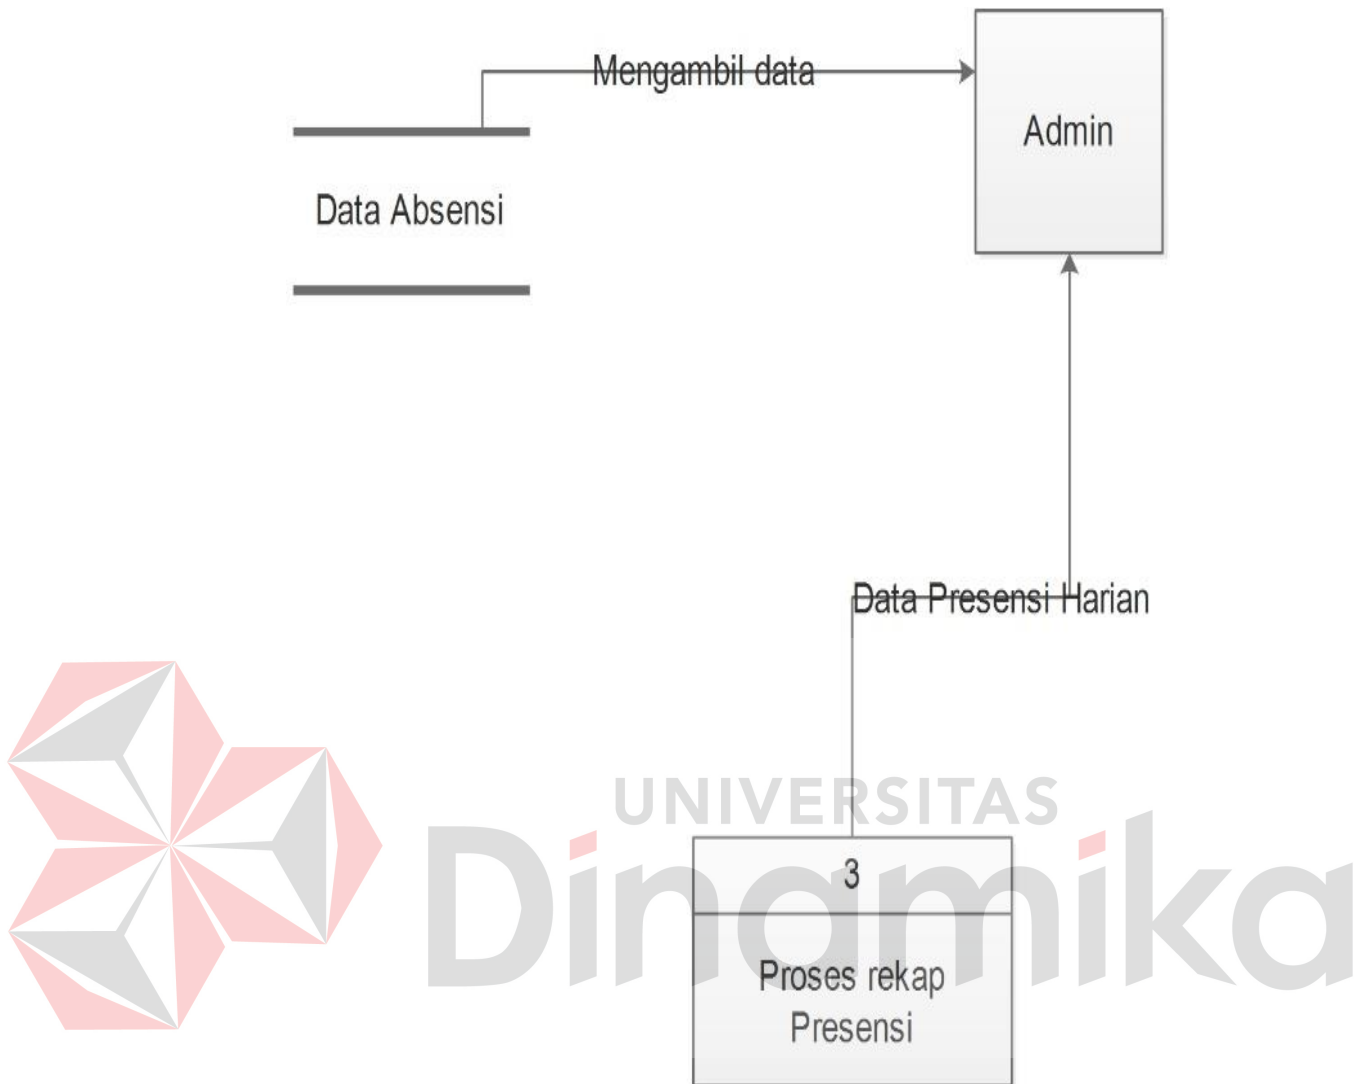 Mengambil data
Admin
Data Absensi
Data Presensi Harian
UNIVERSITAS
Dinamika
3
Proses rekap
Presensi